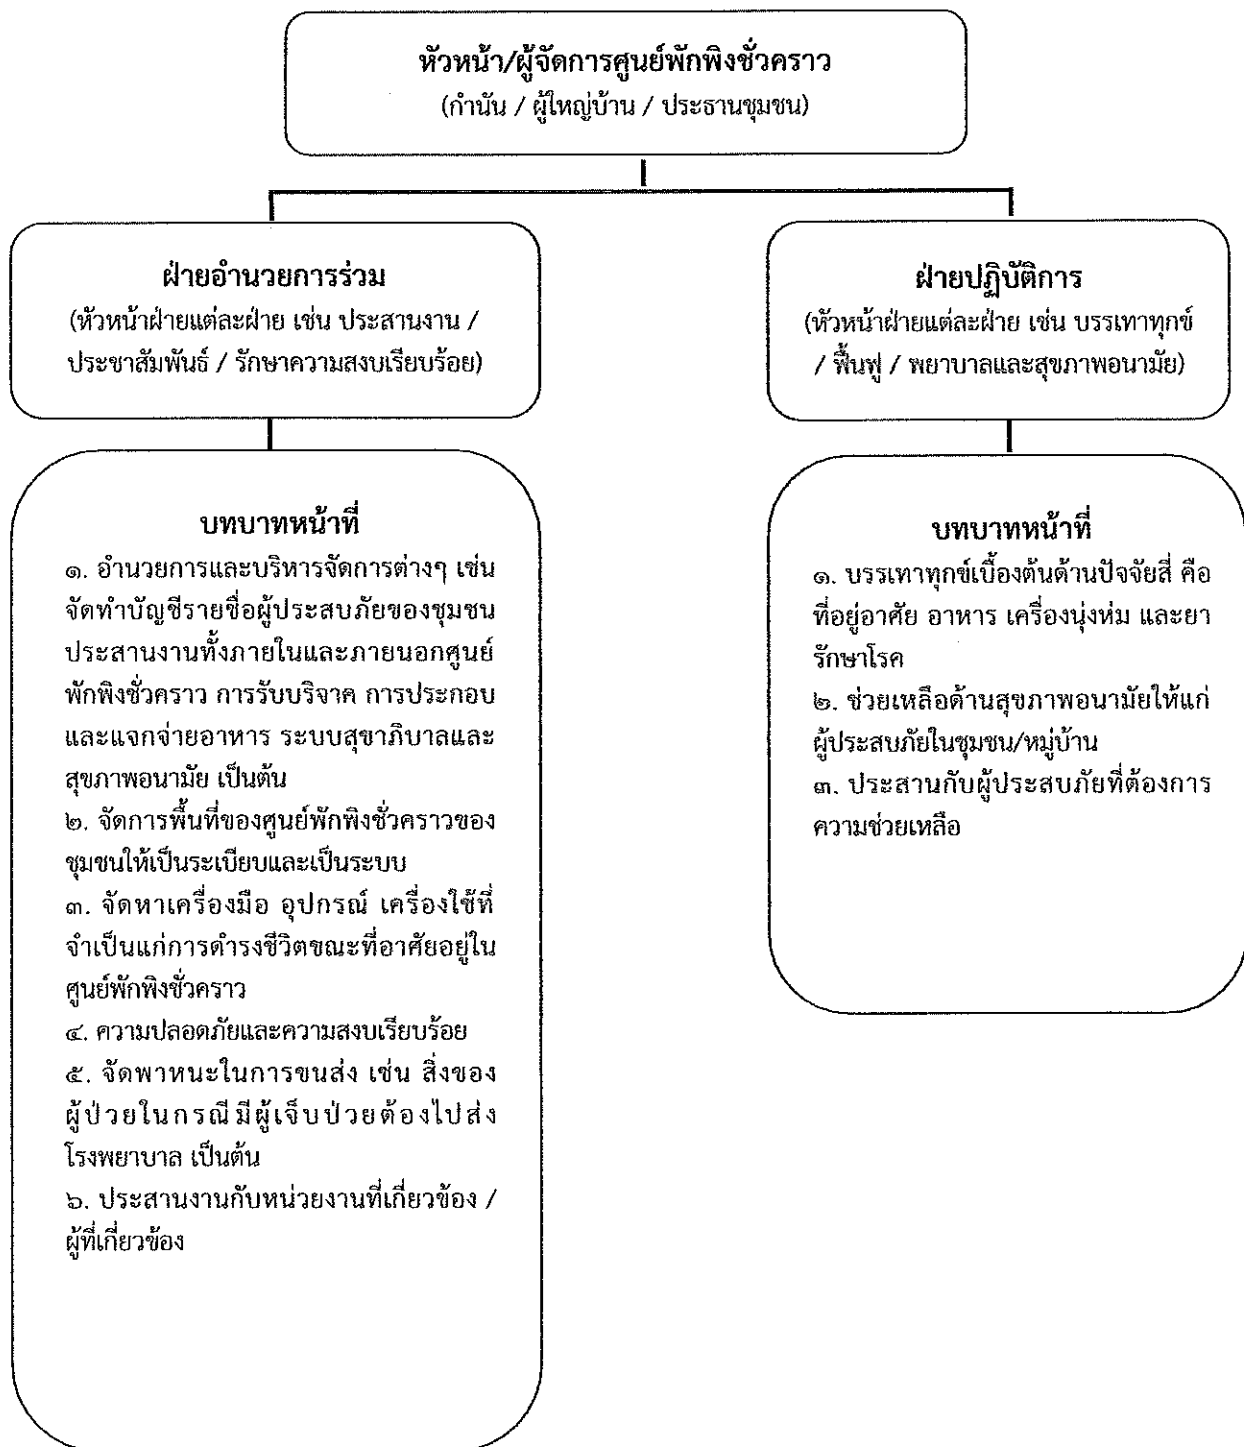 หัวหน้า/ผู้จัดการศูนย์พักพิงชั่วคราว
(กำนัน / ผู้ใหญ่บ้าน / ประธานชุมชน)
ฝ่ายอำนวยการร่วม
(หัวหน้าฝ่ายแต่ละฝ่าย เช่น ประสานงาน /
ประชาสัมพันธ์ / รักษาความสงบเรียบร้อย)
ฝ่ายปฏิบัติการ
(หัวหน้าฝ่ายแต่ละฝ่าย เช่น บรรเทาทุกข์
/ ฟื้นฟู / พยาบาลและสุขภาพอนามัย)
บทบาทหน้าที่
๑. อำนวยการและบริหารจัดการต่างๆ เช่น
จัดทำบัญชีรายชื่อผู้ประสบภัยของชุมชน
ประสานงานทั้งภายในและภายนอกศูนย์
พักพิงชั่วคราว การรับบริจาค การประกอบ
และแจกจ่ายอาหาร ระบบสุขาภิบาลและ
สุขภาพอนามัย เป็นต้น
๒. จัดการพื้นที่ของศูนย์พักพิงชั่วคราวของ
ชุมชนให้เป็นระเบียบและเป็นระบบ
๓. จัดหาเครื่องมือ อุปกรณ์ เครื่องใช้ที่
จำเป็นแก่การดำรงชีวิตขณะที่อาศัยอยู่ใน
ศูนย์พักพิงชั่วคราว
๔. ความปลอดภัยและความสงบเรียบร้อย
๕. จัดพาหนะในการขนส่ง เช่น สิ่งของ
ผู้ป่วยในกรณีมีผู้เจ็บป่วยต้องไปส่ง
โรงพยาบาล เป็นต้น
๖. ประสานงานกับหน่วยงานที่เกี่ยวข้อง /
ผู้ที่เกี่ยวข้อง
บทบาทหน้าที่
๑. บรรเทาทุกข์เบื้องต้นด้านปัจจัยสี่ คือ
ที่อยู่อาศัย อาหาร เครื่องนุ่งห่ม และยา
รักษาโรค
๒. ช่วยเหลือด้านสุขภาพอนามัยให้แก่
ผู้ประสบภัยในชุมชน/หมู่บ้าน
๓. ประสานกับผู้ประสบภัยที่ต้องการ
ความช่วยเหลือ